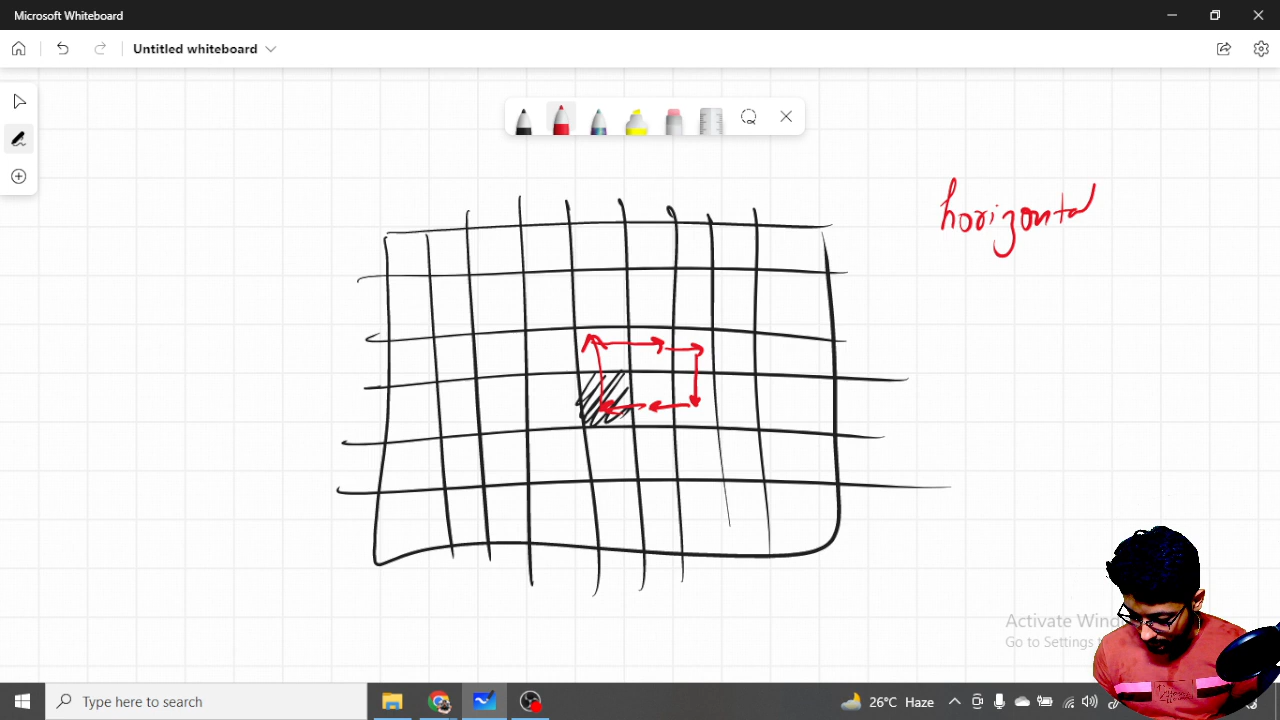 Microsoft Whiteboard
Untitled whiteboard
horizontal
Activate Wind
Go to Settings t
Type here to search
26°C Haze